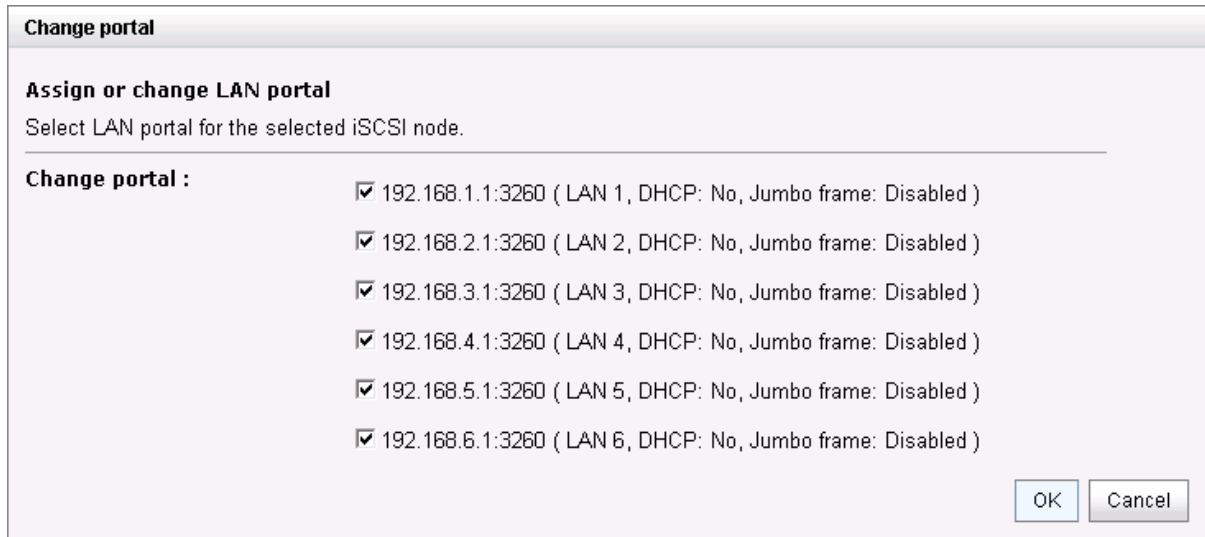 Change portal
Assign or change LAN portal
Select LAN portal for the selected iSCSI node.
Change portal :
192.168.1.1:3260 ( LAN 1, DHCP: No, Jumbo frame: Disabled )
192.168.2.1:3260 ( LAN 2, DHCP: No, Jumbo frame: Disabled )
192.168.3.1:3260 ( LAN 3, DHCP: No, Jumbo frame: Disabled )
192.168.4.1:3260 ( LAN 4, DHCP: No, Jumbo frame: Disabled )
192.168.5.1:3260 ( LAN 5, DHCP: No, Jumbo frame: Disabled )
192.168.6.1:3260 ( LAN 6, DHCP: No, Jumbo frame: Disabled )
OK Cancel